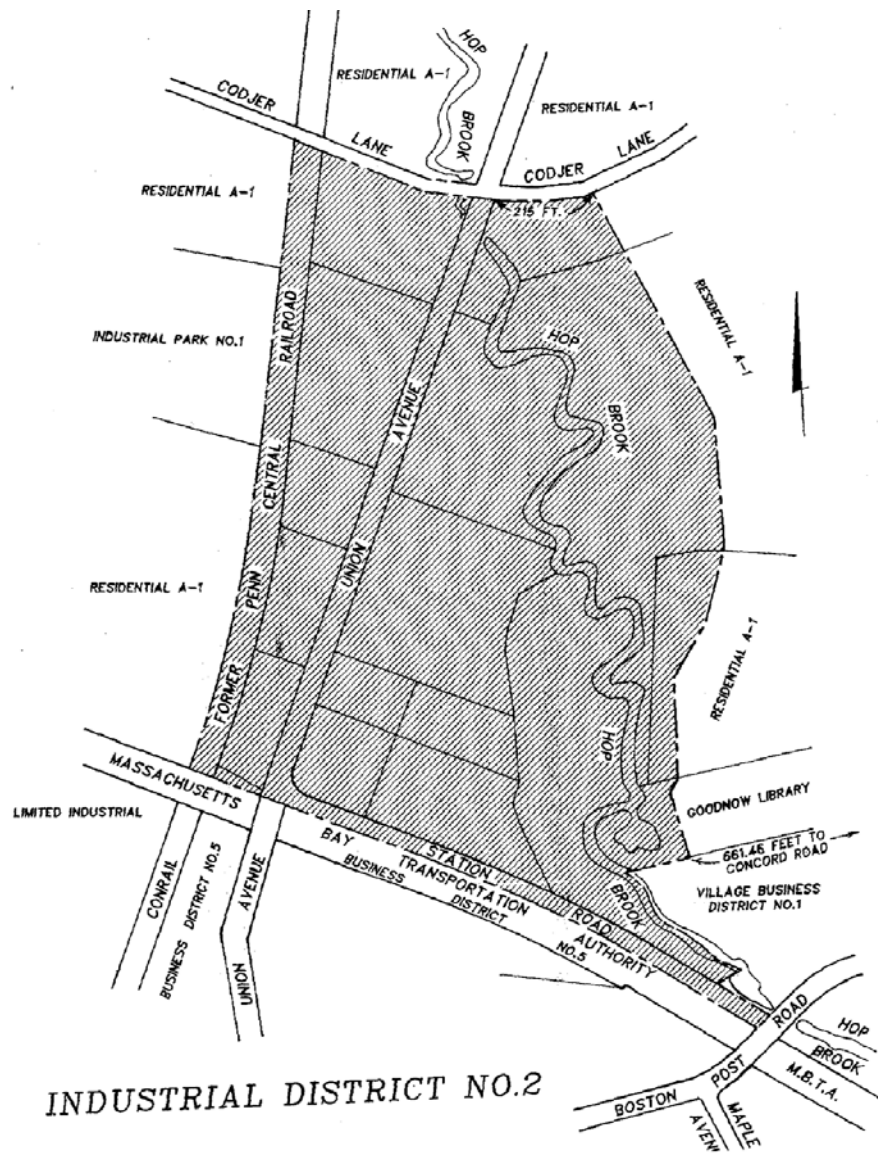 HOP
RESIDENTIAL A-1
RESIDENTIAL A-1
CODJER
BROOK
LANE
LANE
CODJER
215 FT.
RESIDENTIAL A-1
RAILROAD
RESIDENTIAL A-1
HOP
INDUSTRIAL PARK NO.1
AVENUE
BROOK
CENTRAL
UNION
PENN
RESIDENTIAL A-1
RESIDENTIAL A-1
FORMER
HOP
MASSACHUSETTS
GOODNOW LIBRARY
LIMITED INDUSTRIAL
STATION
BAY TRANSPORTATION
661.46 FEET TO
CONCORD ROAD
BUSINESS
DISTRICT
NO.5
BROOK
VILLAGE BUSINESS
DISTRICT NO.1
AVENUE
ROAD
AUTHORITY
CONRAIL
BUSINESS DISTRICT NO.5
UNION
ROAD
HOP
BROOK
POST
M.B.T.A.
INDUSTRIAL DISTRICT NO.2
BOSTON
MAPLE
AVENU